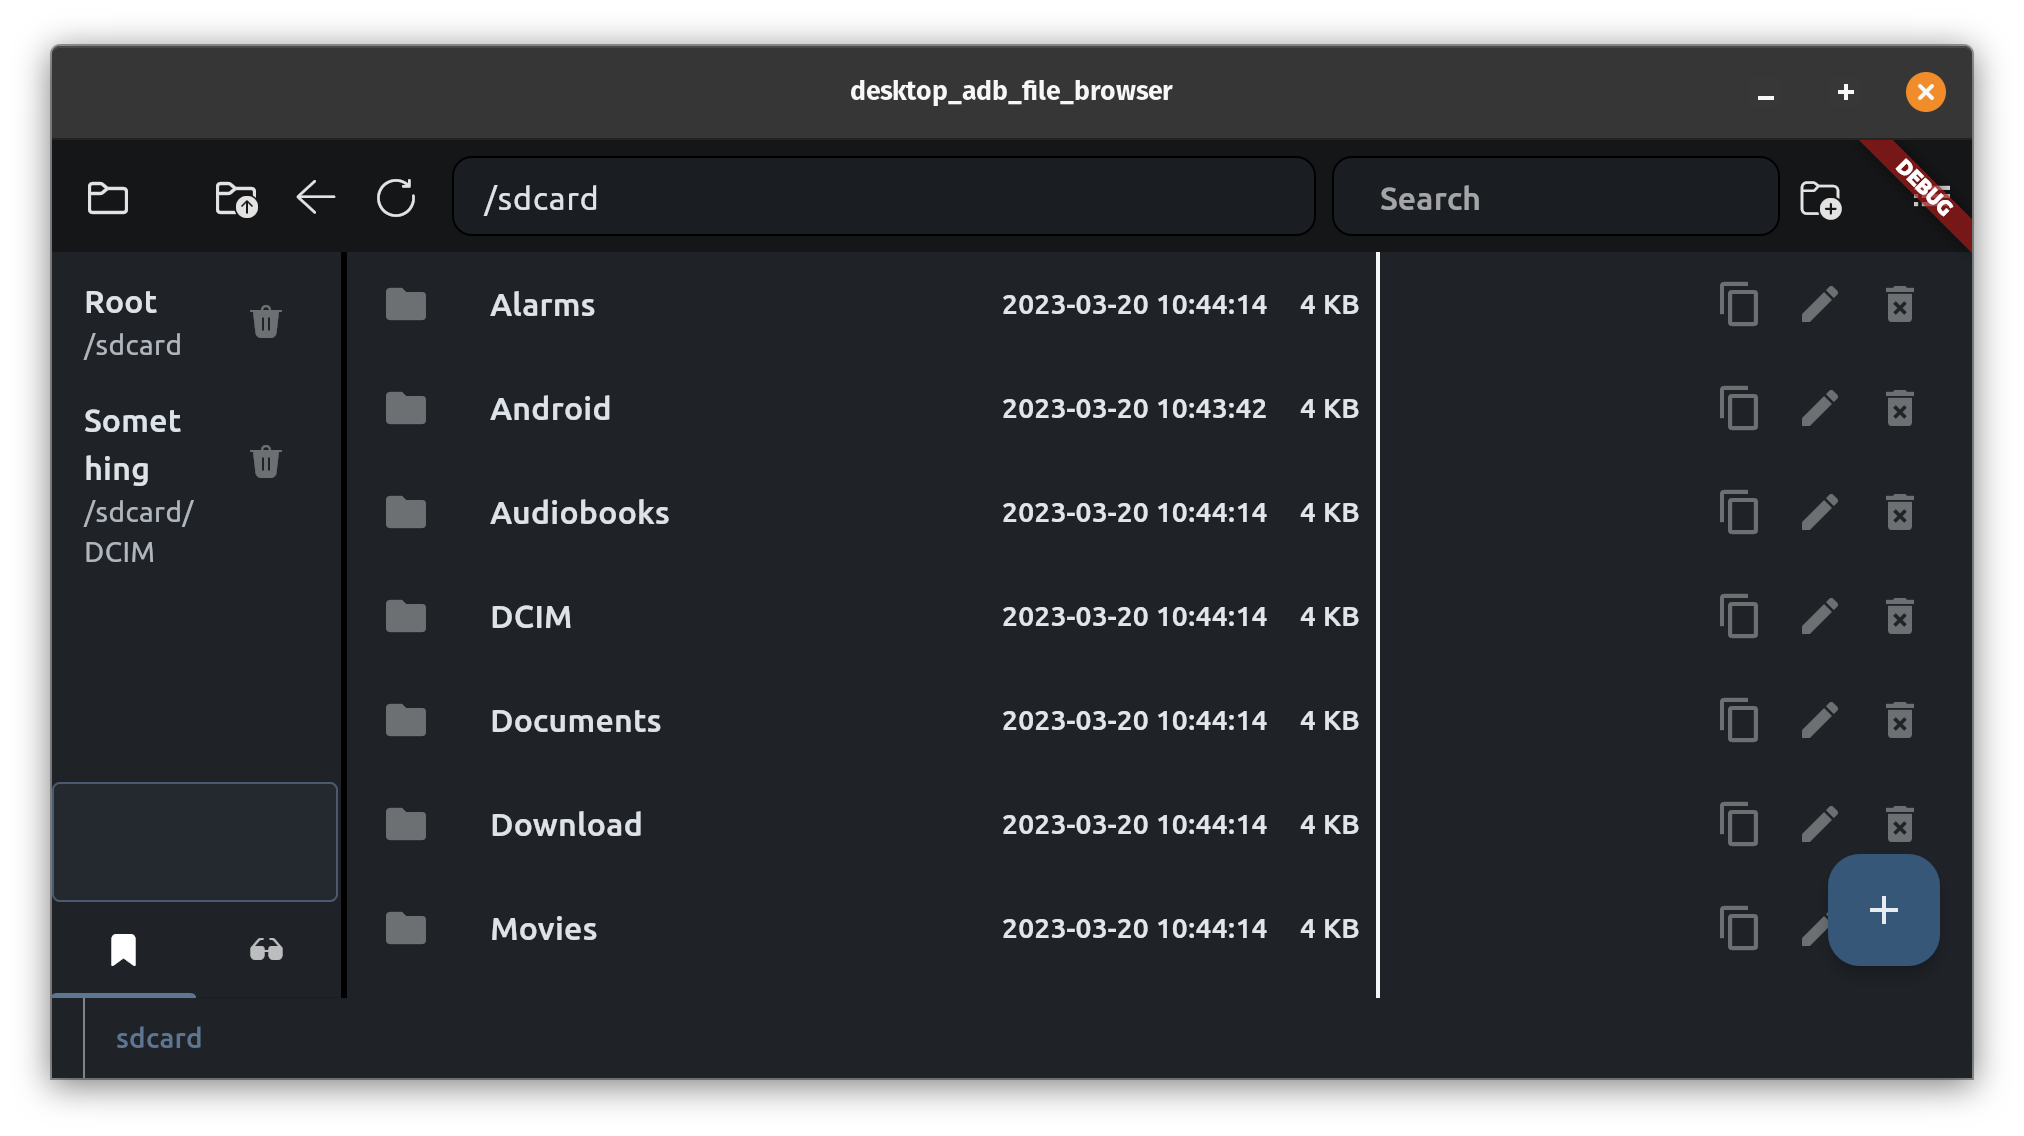 desktop_adb_file_browser
/sdcard
Search
DEBUG
Root
/sdcard
Somet
hing
/sdcard/
DCIM
Alarms 2023-03-20 10:44:14 4 KB
Android 2023-03-20 10:43:42 4 KB
Audiobooks 2023-03-20 10:44:14 4 KB
DCIM 2023-03-20 10:44:14 4 KB
Documents 2023-03-20 10:44:14 4 KB
Download 2023-03-20 10:44:14 4 KB
Movies 2023-03-20 10:44:14 4 KB
sdcard